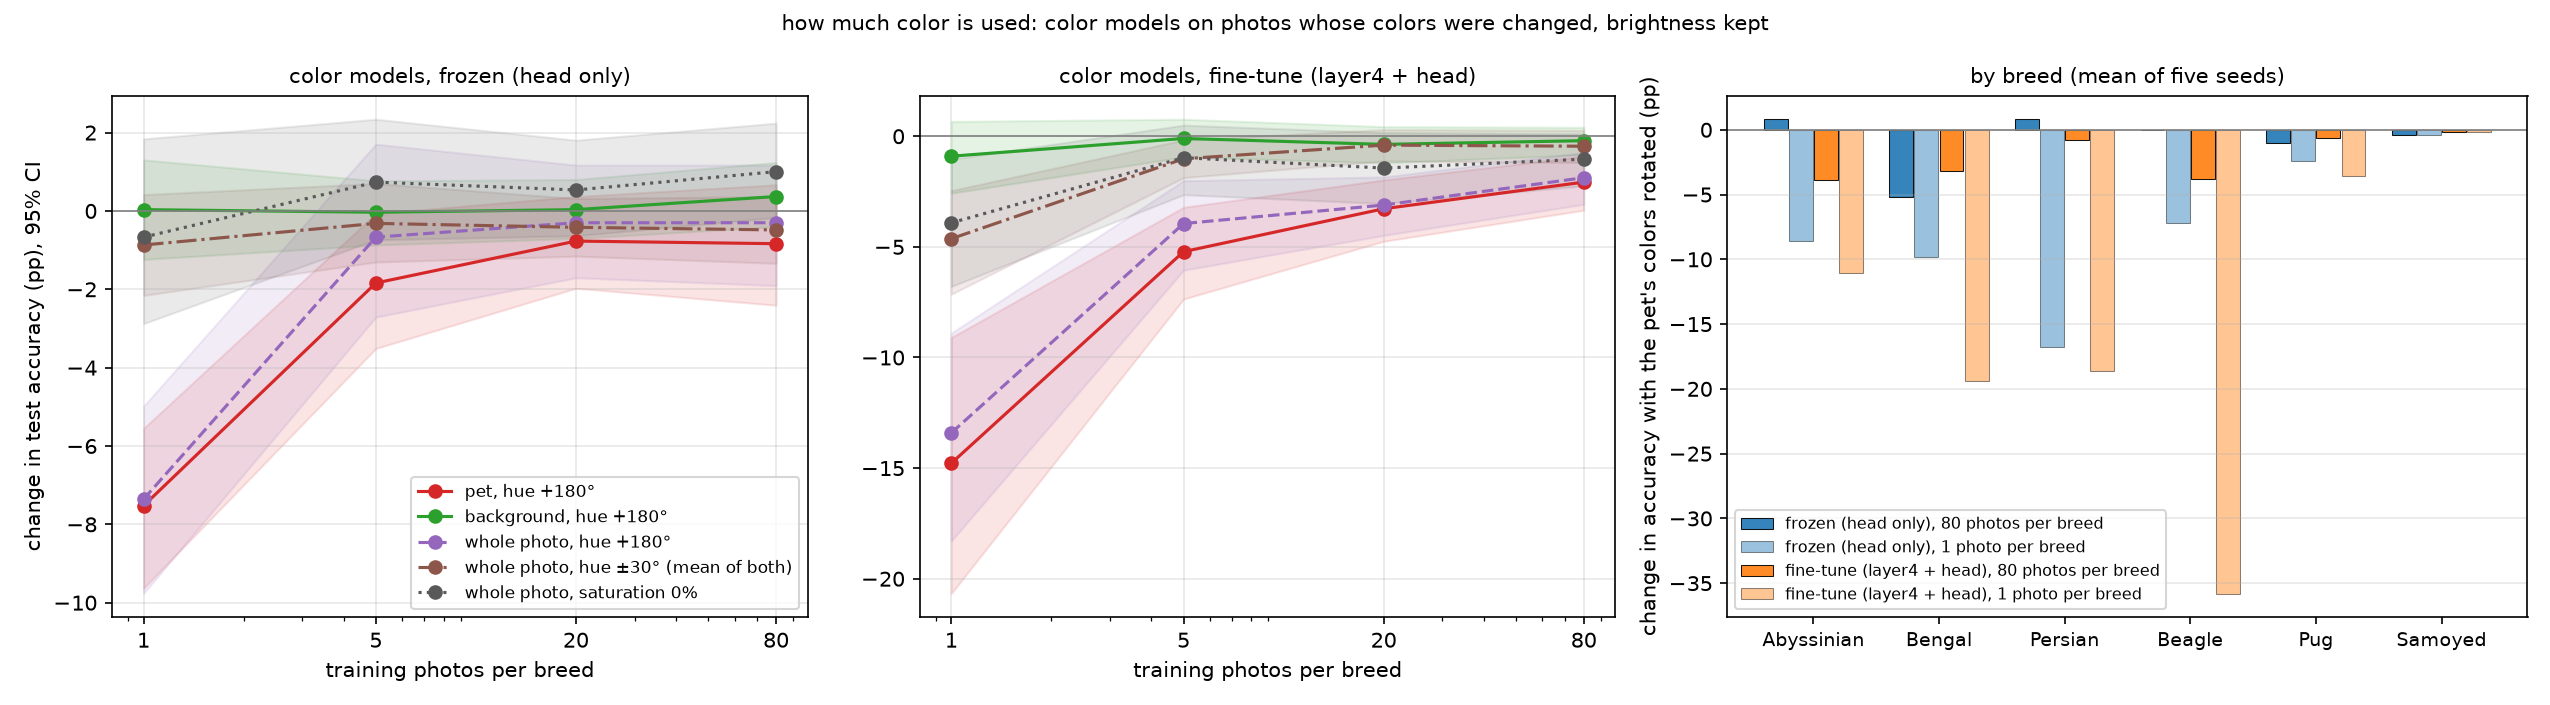 how much color is used: color models on photos whose colors were changed, brightness kept
color models, frozen (head only)
change in test accuracy (pp), 95% CI
2
0
−2
−4
−6
−8
−10
1
5
20
80
training photos per breed
pet, hue +180°
background, hue +180°
whole photo, hue +180°
whole photo, hue ±30° (mean of both)
whole photo, saturation 0%
color models, fine-tune (layer4 + head)
0
−5
−10
−15
−20
1
5
20
80
training photos per breed
by breed (mean of five seeds)
change in accuracy with the pet's colors rotated (pp)
0
−5
−10
−15
−20
−25
−30
−35
Abyssinian
Bengal
Persian
Beagle
Pug
Samoyed
frozen (head only), 80 photos per breed
frozen (head only), 1 photo per breed
fine-tune (layer4 + head), 80 photos per breed
fine-tune (layer4 + head), 1 photo per breed